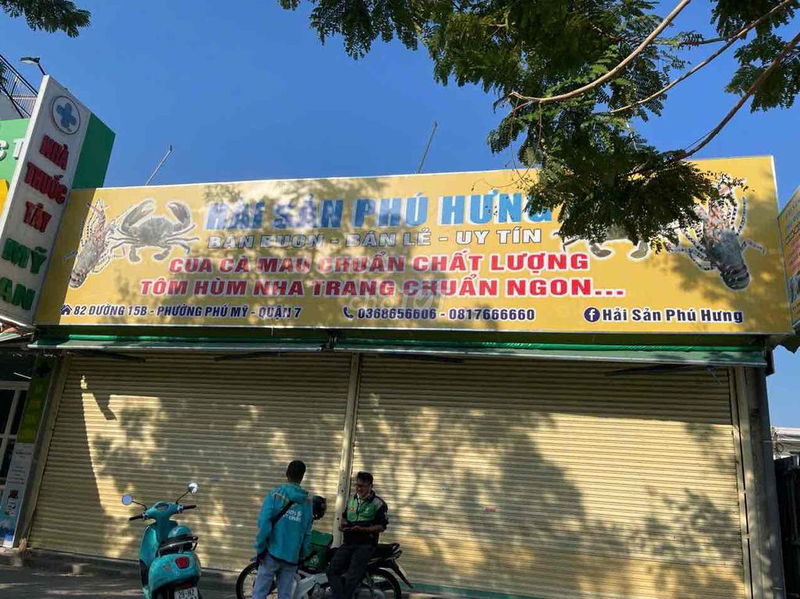 NHÀ
THUỐC
TÂY
MỸ
AN
HẢI SẢN PHÚ HƯNG
BÁN BUÔN - BÁN LẺ - UY TÍN
CUA CÀ MAU CHUẨN CHẤT LƯỢNG
TÔM HÙM NHA TRANG CHUẨN NGON...
82 ĐƯỜNG 15B - PHƯỜNG PHÚ MỸ - QUẬN 7
0368656606 - 0817666660
Hải Sản Phú Hưng